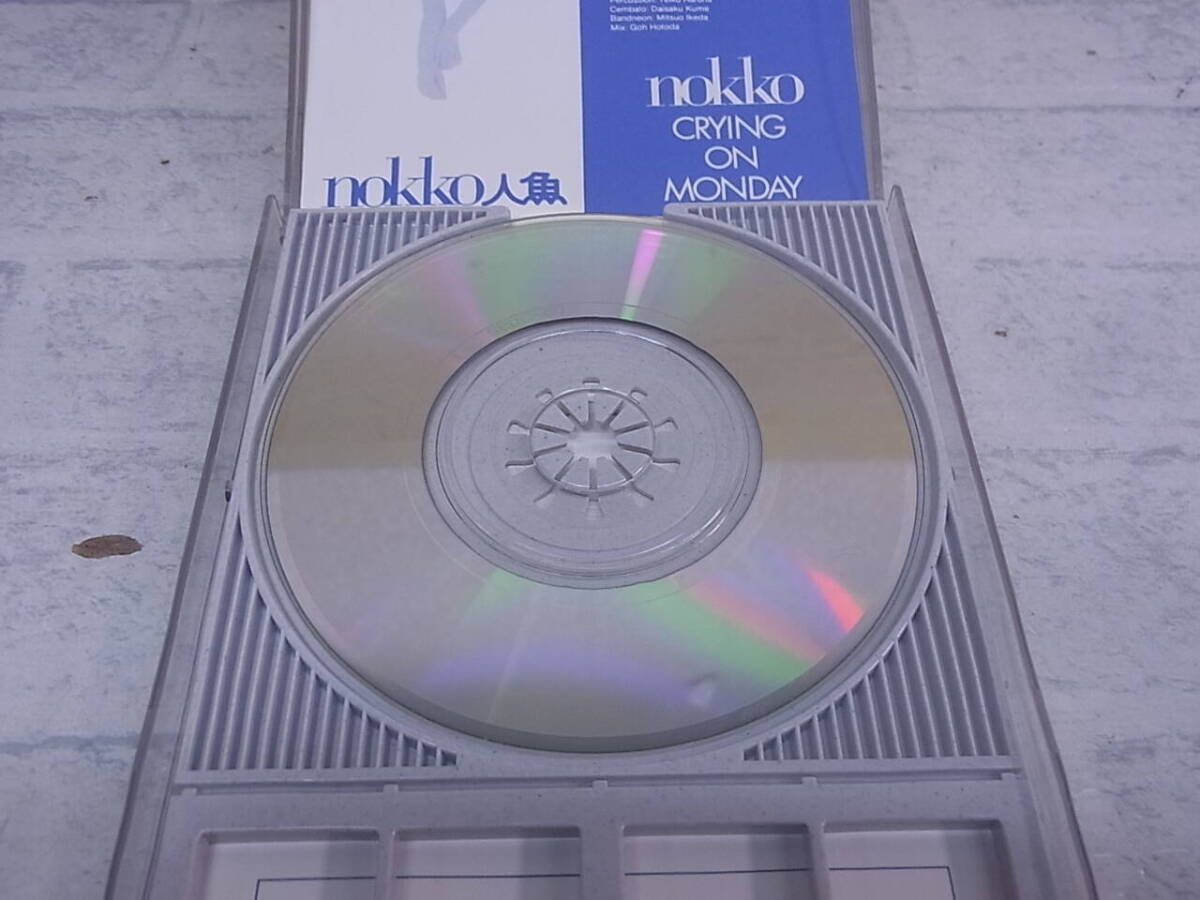 Cembalo: Daisaku Kume
Bandneon: Mitsuo Ikeda
Mix: Goh Hotoda
nokko
CRYING
ON
MONDAY
nokko人魚